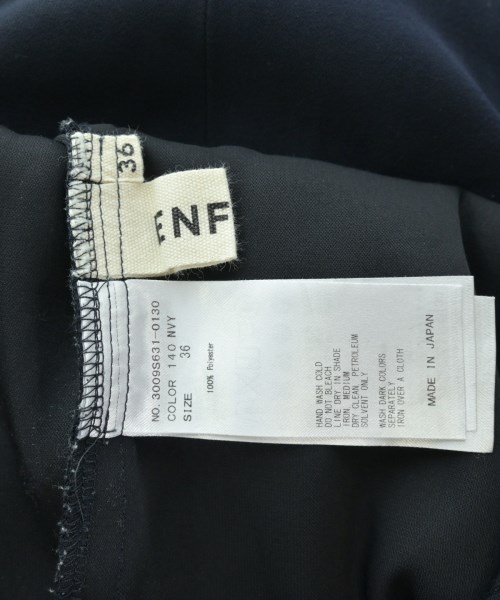 36
ENF
NO. 3009S631-0130
COLOR 140 NVY
SIZE 36
100% Polyester
HAND WASH COLD
DO NOT BLEACH
LINE DRY IN SHADE
IRON, MEDIUM
DRY CLEAN, PETROLEUM
SOLVENT ONLY
WASH DARK COLORS
SEPARATELY
IRON OVER A CLOTH
MADE IN JAPAN